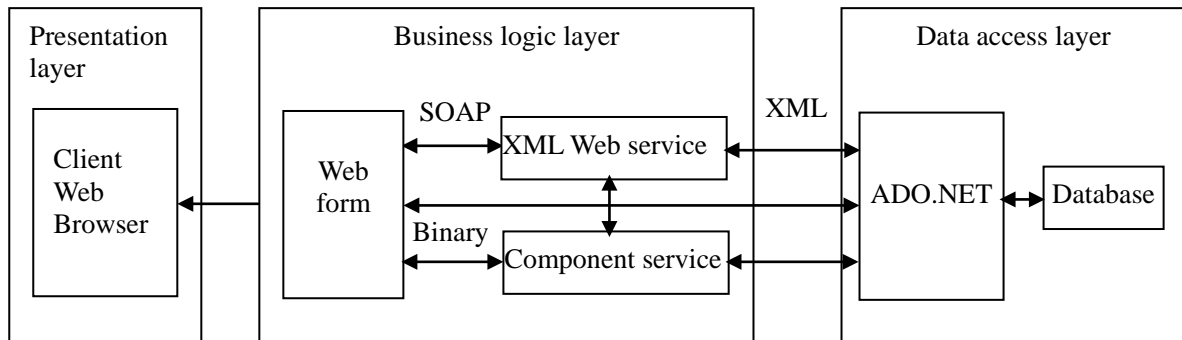 Presentation
layer
Client
Web
Browser
Business logic layer
Web
form
SOAP
XML Web service
Binary
Component service
XML
Data access layer
ADO.NET
Database